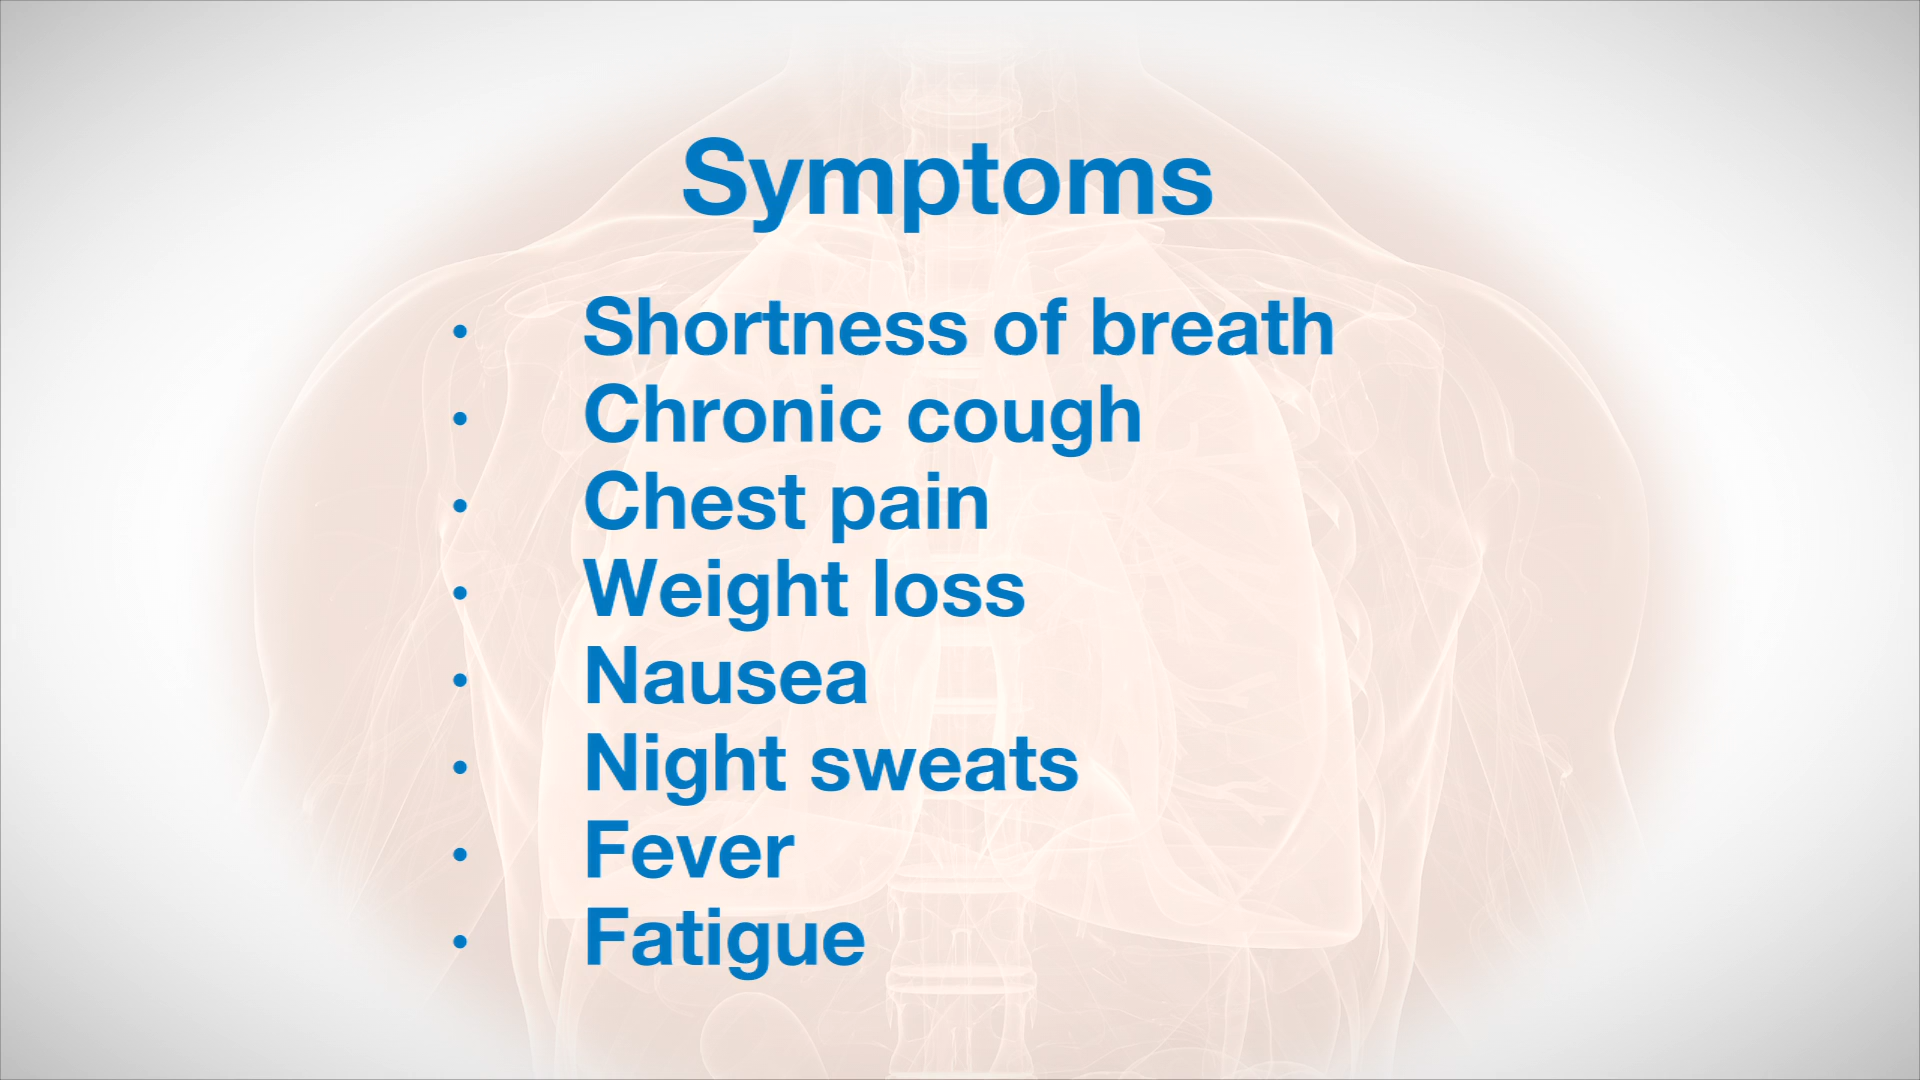 Symptoms
• Shortness of breath
• Chronic cough
• Chest pain
• Weight loss
• Nausea
• Night sweats
• Fever
• Fatigue